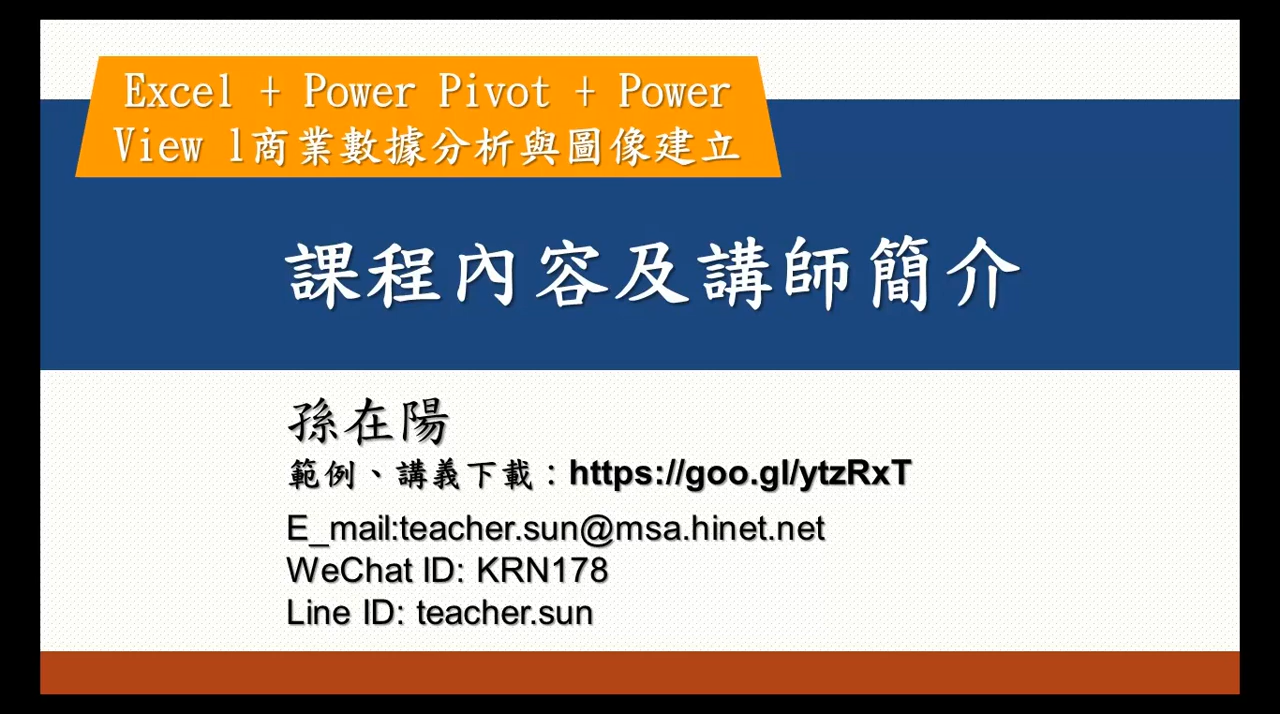 Excel + Power Pivot + Power
View 1商業數據分析與圖像建立
課程內容及講師簡介
孫在陽
範例、講義下載：https://goo.gl/ytzRxT
E_mail:teacher.sun@msa.hinet.net
WeChat ID: KRN178
Line ID: teacher.sun